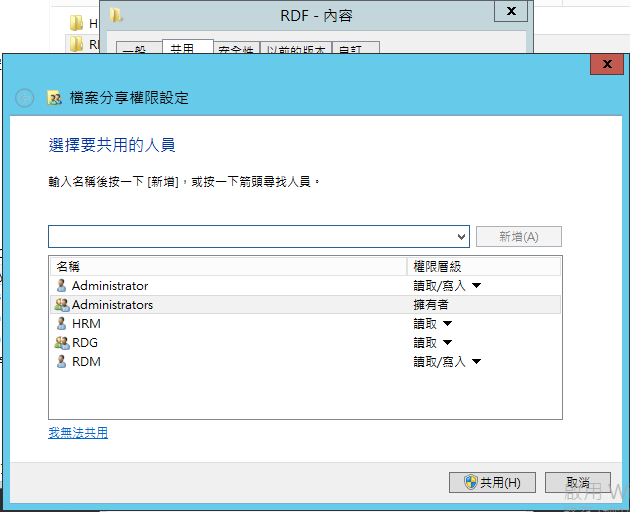 RDF - 內容
H
一般
共用
安全性
以前的版本
自訂
檔案分享權限設定
選擇要共用的人員
輸入名稱後按一下 [新增]，或按一下箭頭尋找人員。
新增(A)
名稱 權限層級
Administrator 讀取/寫入
Administrators 擁有者
HRM 讀取
RDG 讀取
RDM 讀取/寫入
我無法共用
共用(H) 取消
啟用 W